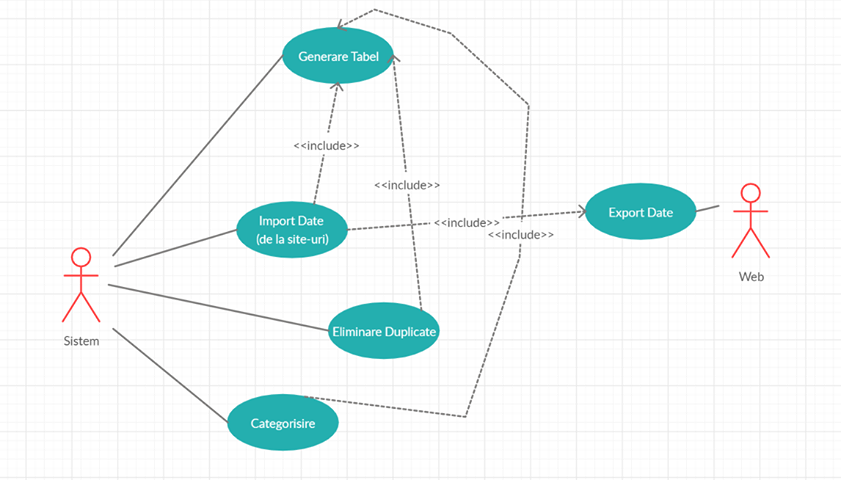 Generare Tabel
<<include>>
<<include>>
Import Date
(de la site-uri)
<<include>>
Export Date
<<include>>
Web
Sistem
Eliminare Duplicate
Categorisire